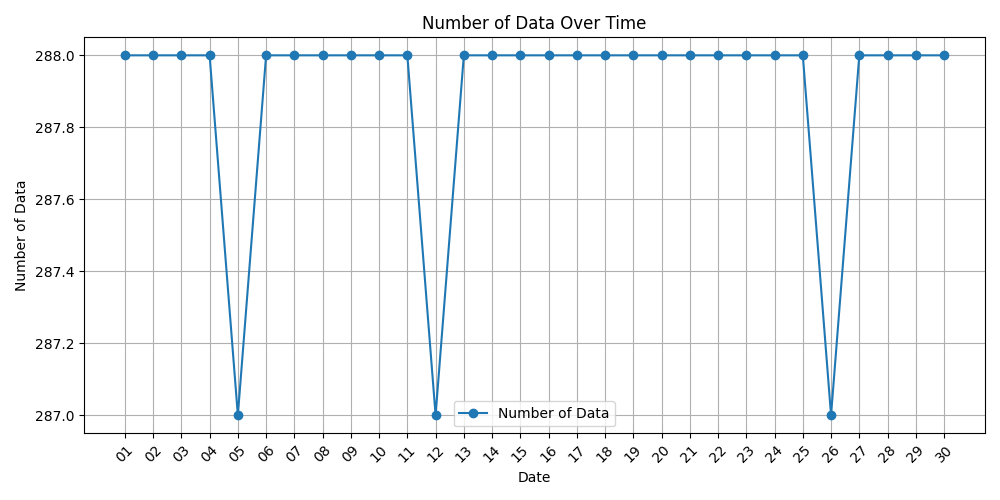 Number of Data Over Time
Number of Data
288.0
287.8
287.6
287.4
287.2
287.0
Number of Data
01 02 03 04 05 06 07 08 09 10 11 12 13 14 15 16 17 18 19 20 21 22 23 24 25 26 27 28 29 30
Date